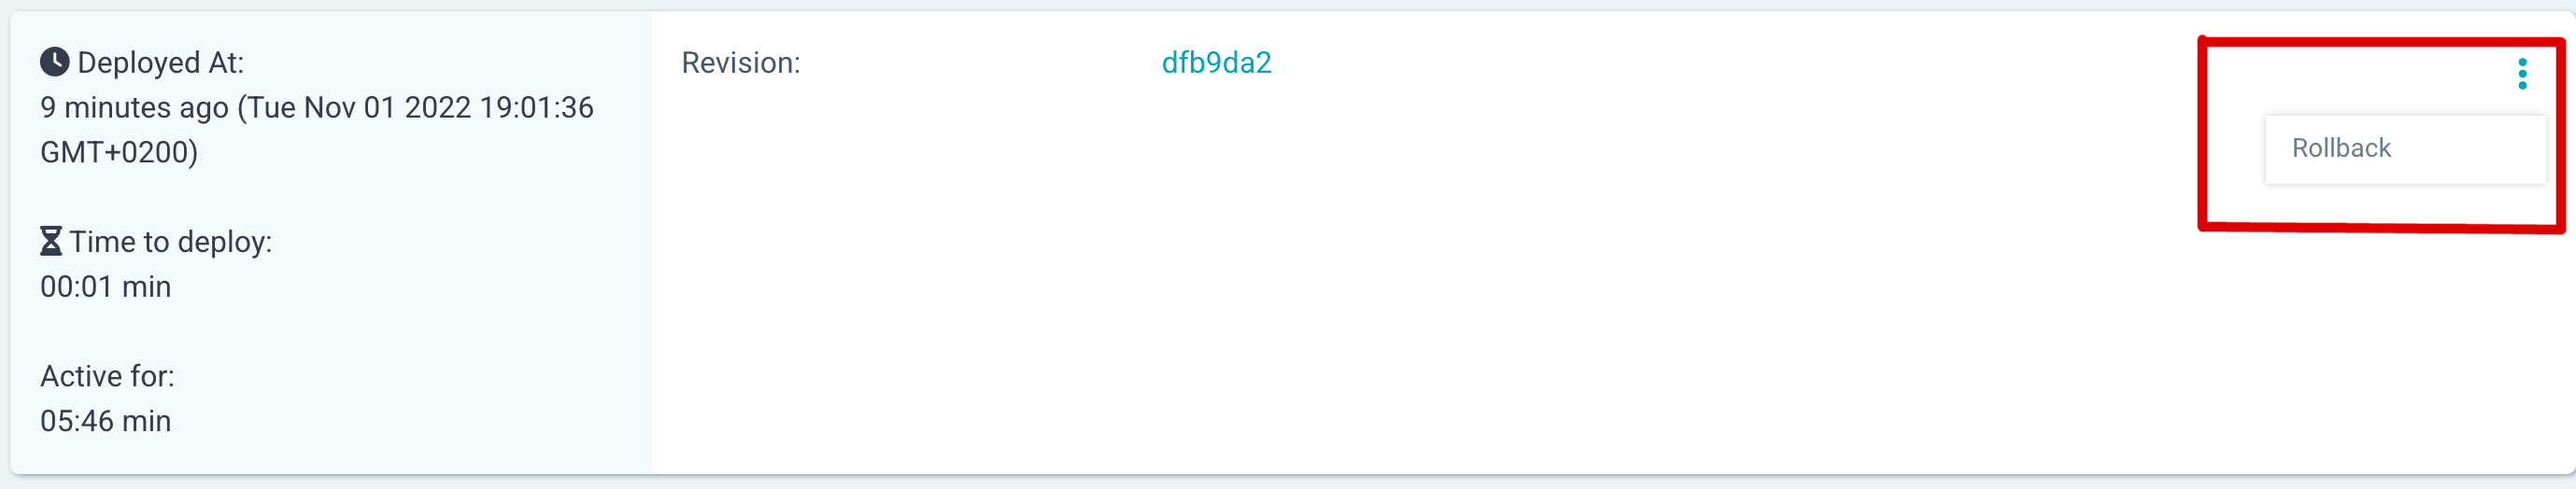 Deployed At:
9 minutes ago (Tue Nov 01 2022 19:01:36
GMT+0200)
Time to deploy:
00:01 min
Active for:
05:46 min
Revision: dfb9da2
Rollback